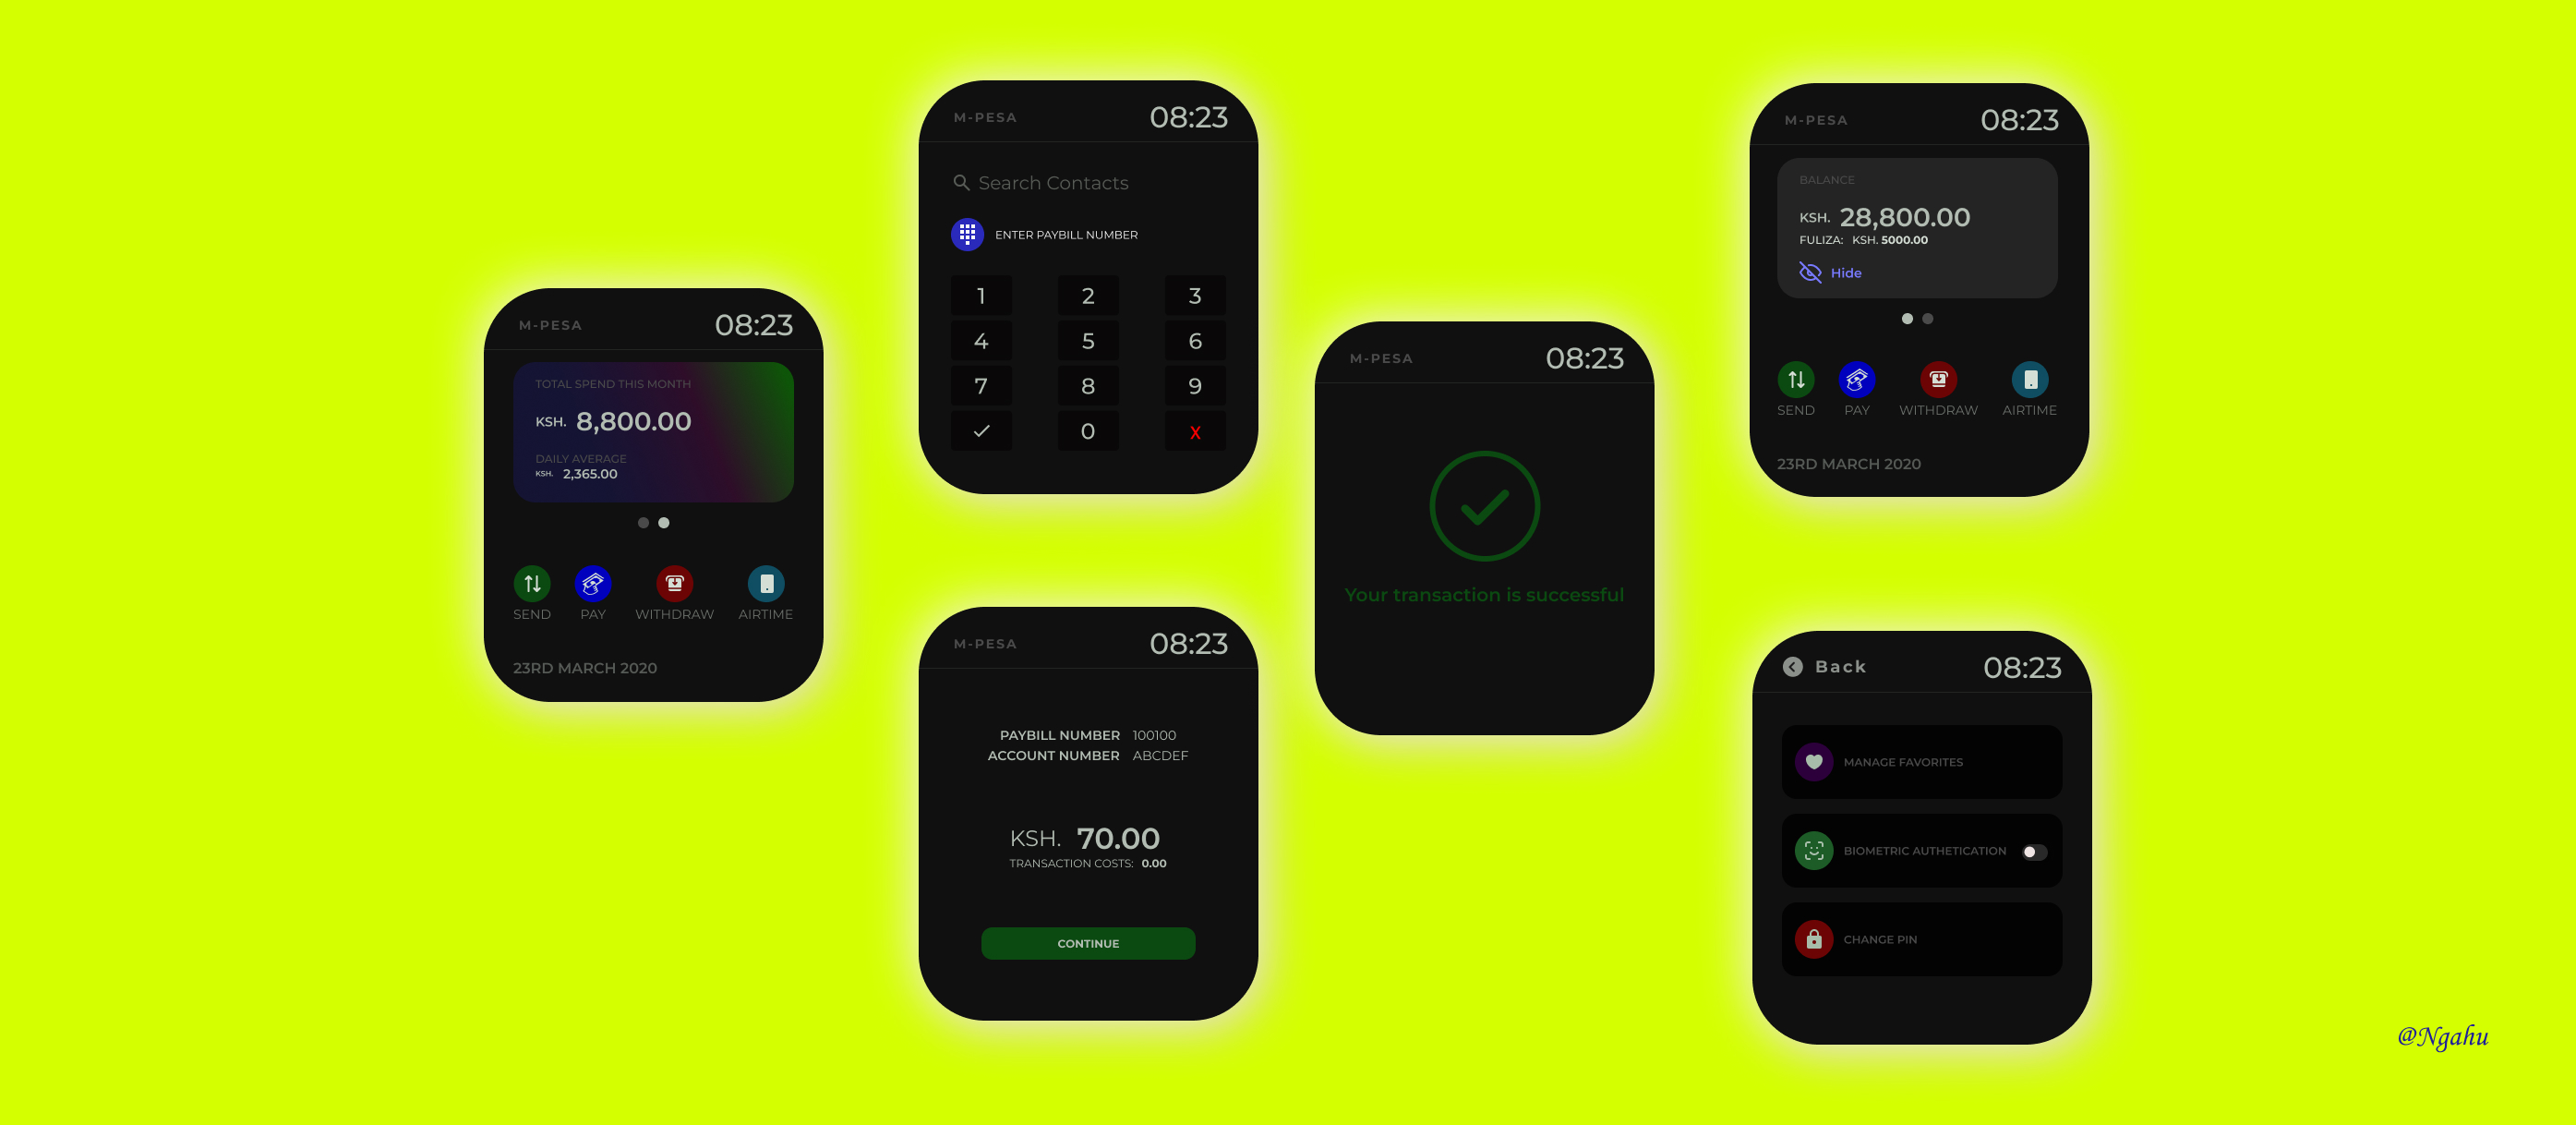 M-PESA 08:23
TOTAL SPEND THIS MONTH
KSH. 8,800.00
DAILY AVERAGE
KSH. 2,365.00
SEND PAY WITHDRAW AIRTIME
23RD MARCH 2020
M-PESA 08:23
Search Contacts
ENTER PAYBILL NUMBER
1 2 3
4 5 6
7 8 9
0 X
M-PESA 08:23
PAYBILL NUMBER 100100
ACCOUNT NUMBER ABCDEF
KSH. 70.00
TRANSACTION COSTS: 0.00
CONTINUE
M-PESA 08:23
Your transaction is successful
M-PESA 08:23
BALANCE
KSH. 28,800.00
FULIZA: KSH. 5000.00
Hide
SEND PAY WITHDRAW AIRTIME
23RD MARCH 2020
Back 08:23
MANAGE FAVORITES
BIOMETRIC AUTHETICATION
CHANGE PIN
@Ngahu